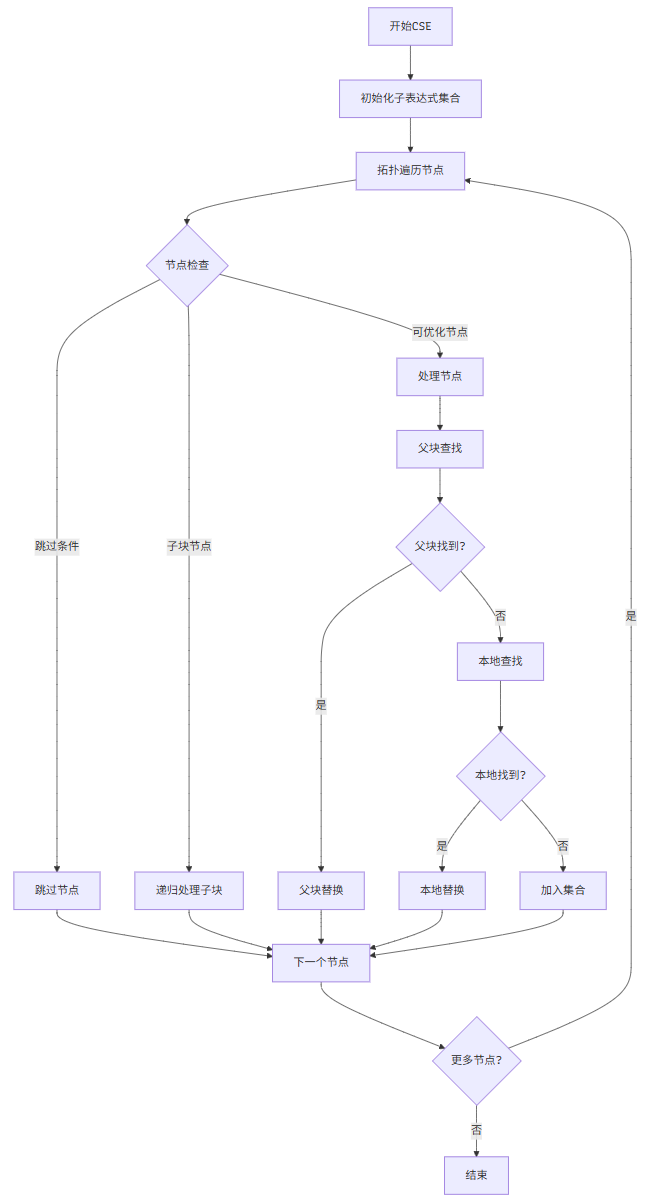 开始CSE
初始化子表达式集合
拓扑遍历节点
节点检查
可优化节点
处理节点
父块查找
跳过条件
子块节点
父块找到?
否
是
本地查找
是
本地找到?
是
否
跳过节点
递归处理子块
父块替换
本地替换
加入集合
下一个节点
更多节点?
否
结束